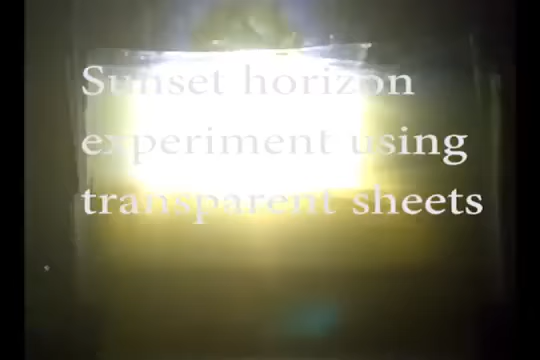 Sunset horizon
experiment using
transparent sheets